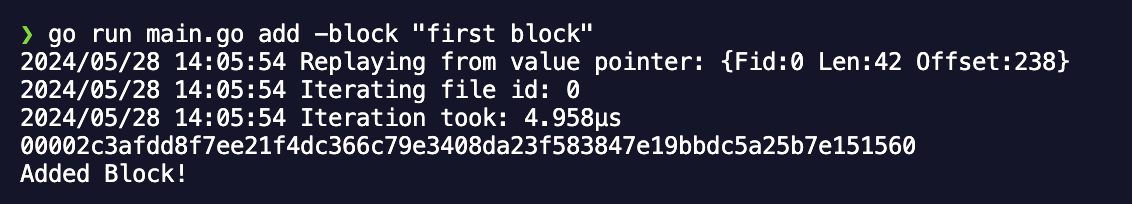 ❯ go run main.go add -block "first block"
2024/05/28 14:05:54 Replaying from value pointer: {Fid:0 Len:42 Offset:238}
2024/05/28 14:05:54 Iterating file id: 0
2024/05/28 14:05:54 Iteration took: 4.958µs
00002c3afdd8f7ee21f4dc366c79e3408da23f583847e19bbdc5a25b7e151560
Added Block!